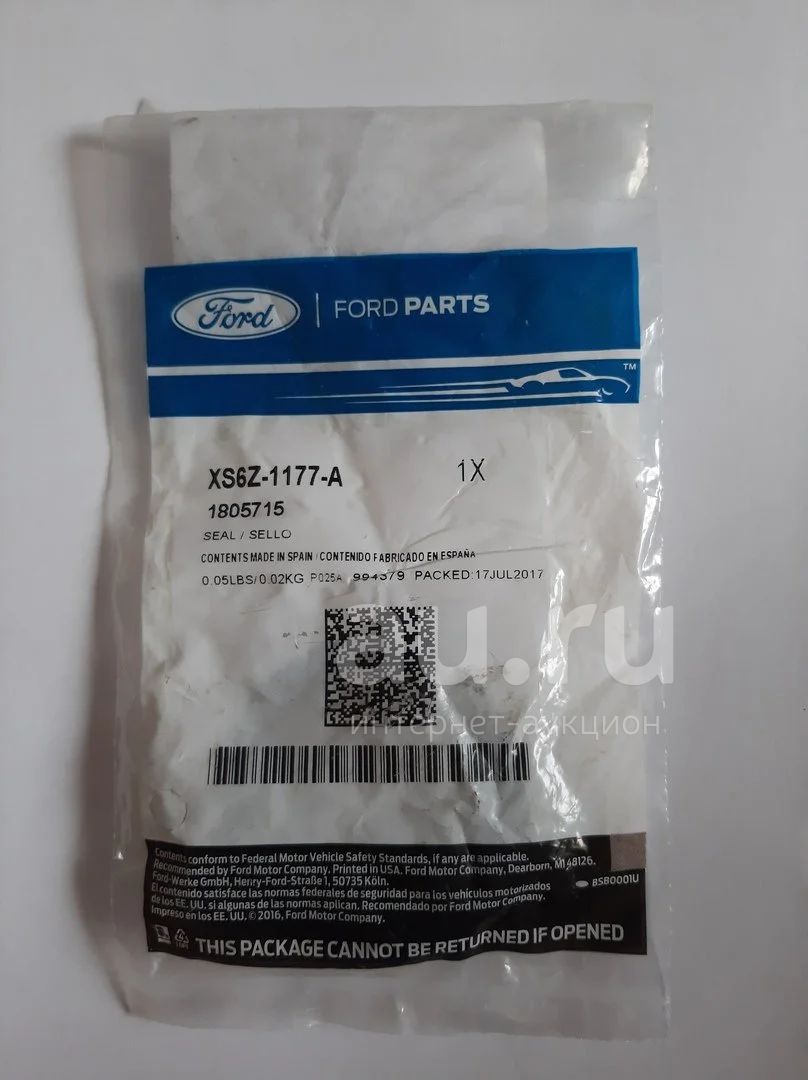 Ford
FORD PARTS
TM
XS6Z-1177-A 1X
1805715
SEAL / SELLO
CONTENTS MADE IN SPAIN / CONTENIDO FABRICADO EN ESPAÑA
0.05LBS/0.02KG P025A 994379 PACKED:17JUL2017
au.ru
интернет-аукцион
Contents conform to Federal Motor Vehicle Safety Standards, if any are applicable.
Recommended by Ford Motor Company. Printed in USA. Ford Motor Company, Dearborn, MI 48126.
Ford-Werke GmbH, Henry-Ford-Straße 1, 50735 Köln.
El contenido satisface las normas federales de seguridad para los vehículos motorizados
de los EE. UU. si algunas de las normas aplican. Recomendado por Ford Motor Company.
Impreso en los EE. UU. © 2016, Ford Motor Company.
BSB0001U
THIS PACKAGE CANNOT BE RETURNED IF OPENED